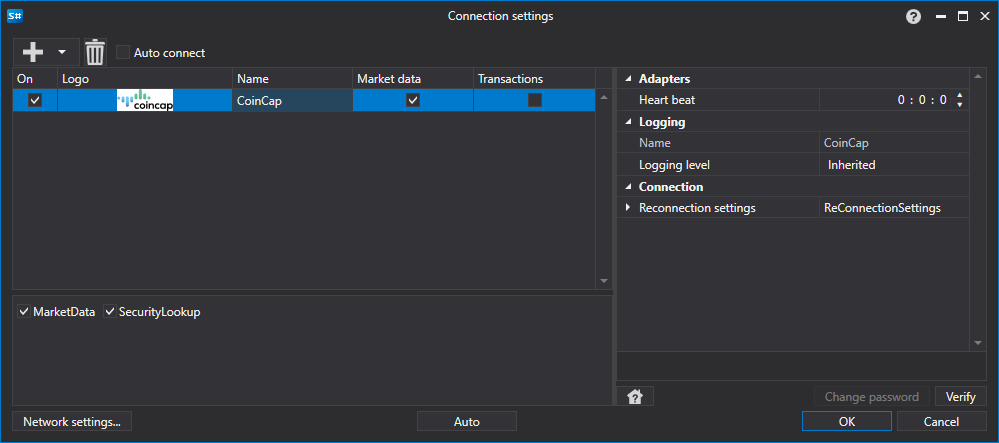 S#
Connection settings
?
Auto connect
On Logo Name Market data Transactions
coincap CoinCap
MarketData SecurityLookup
Adapters
Heart beat 0 : 0 : 0
Logging
Name CoinCap
Logging level Inherited
Connection
Reconnection settings ReConnectionSettings
?
Change password Verify
Network settings... Auto OK Cancel